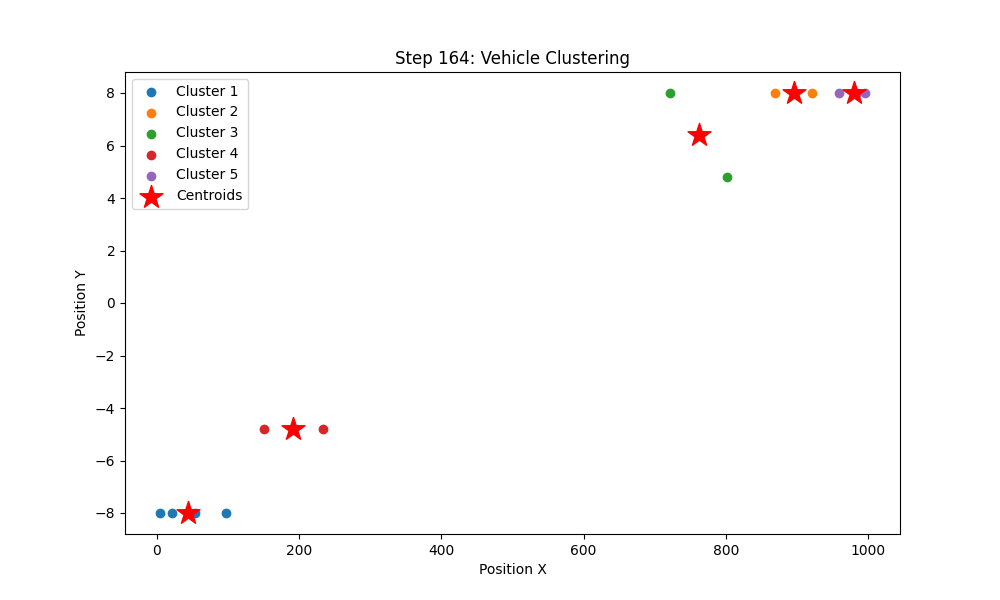 Step 164: Vehicle Clustering
Cluster 1
Cluster 2
Cluster 3
Cluster 4
Cluster 5
Centroids
8
6
4
2
0
−2
−4
−6
−8
Position Y
0 200 400 600 800 1000
Position X